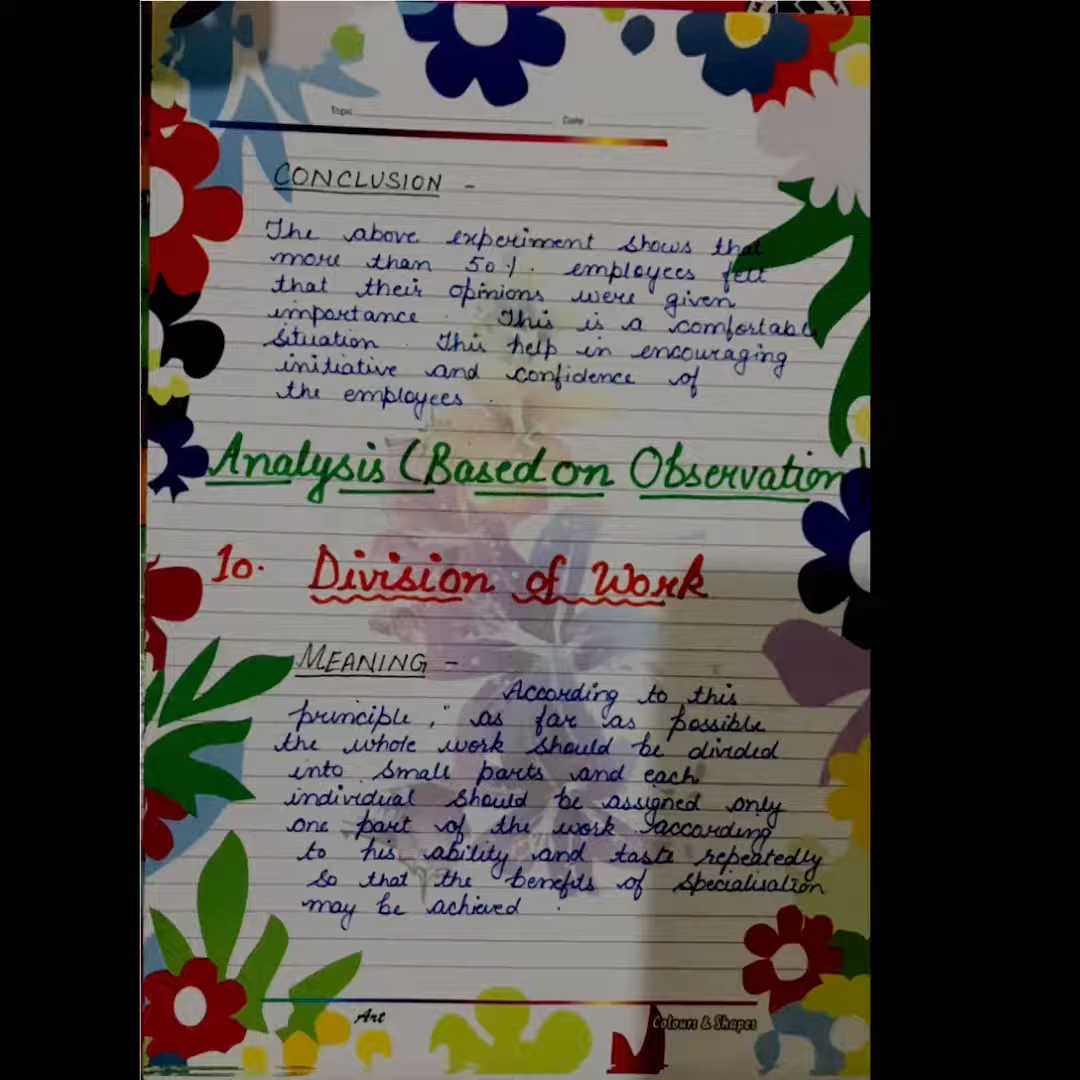 Topic
Date
CONCLUSION -
The above experiment shows that
more than 50%. employees felt
that their opinions were given
importance. This is a comfortable
situation. This help in encouraging
initiative and confidence of
the employees.
Analysis (Based on Observation)
10. Division of Work
MEANING -
According to this
principle, " as far as possible
the whole work should be divided
into small parts and each
individual should be assigned only
one part of the work according
to his ability and taste repeatedly
so that the benefits of specialisation
may be achieved.
Art
Colours & Shapes